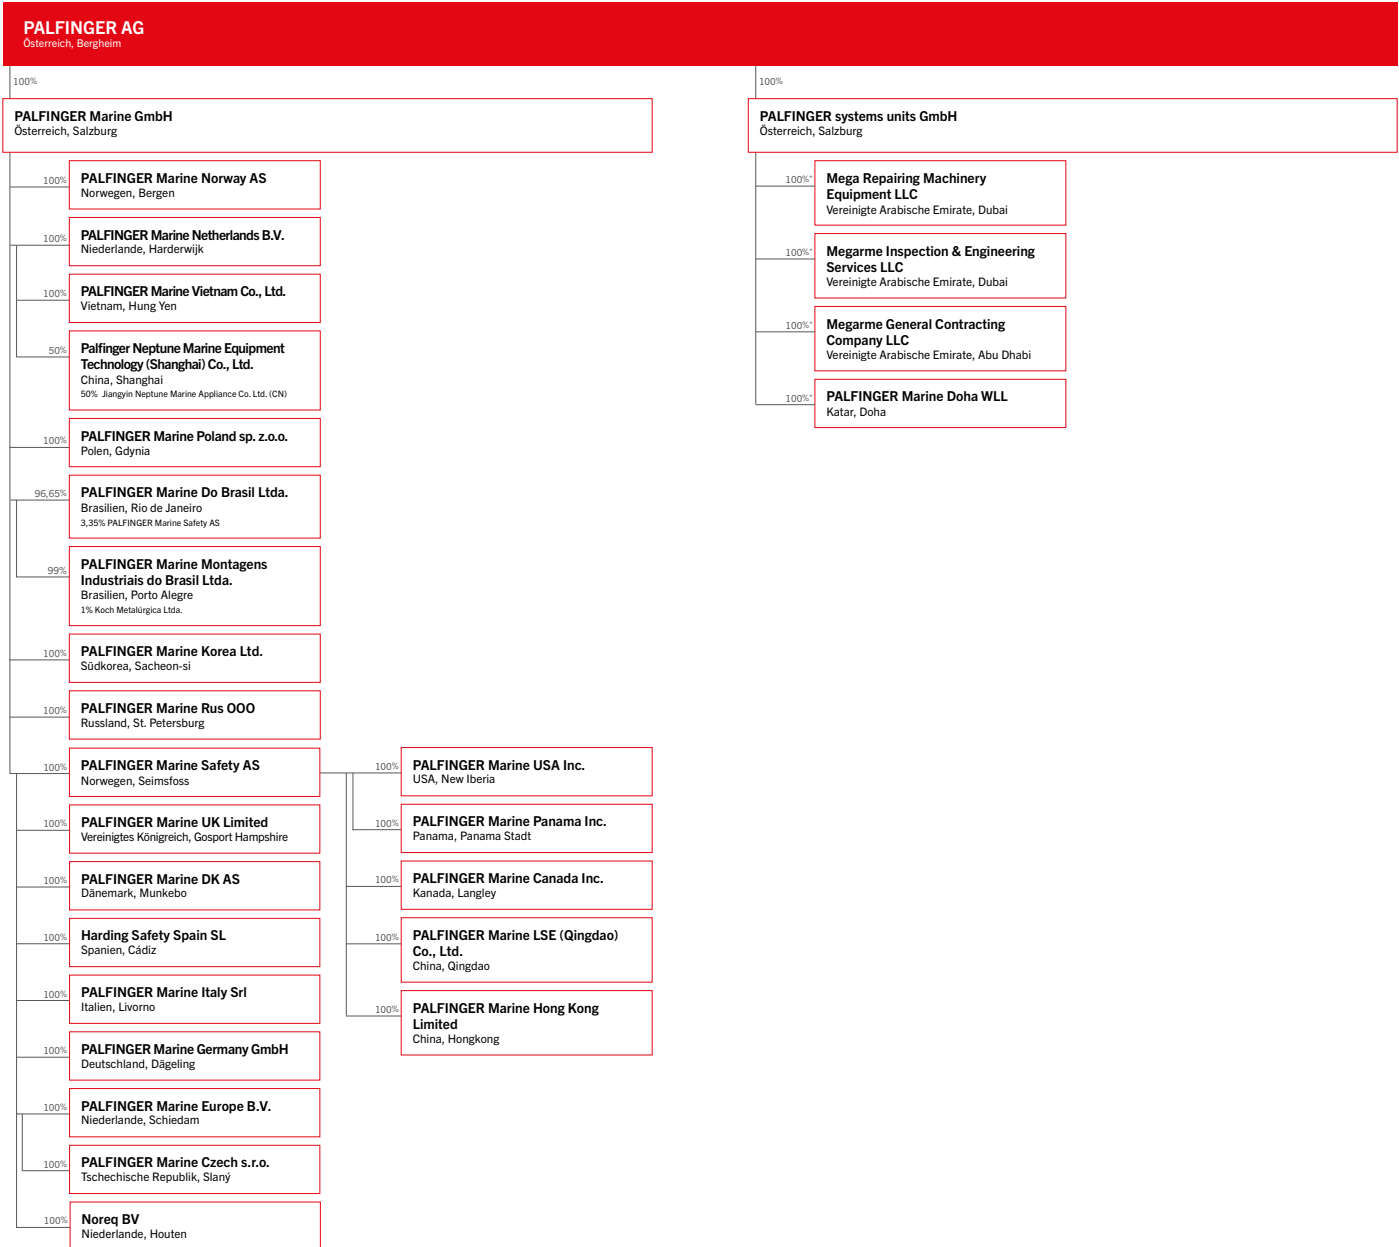 PALFINGER AG
Österreich, Bergheim
100%
PALFINGER Marine GmbH
Österreich, Salzburg
100%
PALFINGER Marine Norway AS
Norwegen, Bergen
100%
PALFINGER Marine Netherlands B.V.
Niederlande, Harderwijk
100%
PALFINGER Marine Vietnam Co., Ltd.
Vietnam, Hung Yen
50%
Palfinger Neptune Marine Equipment
Technology (Shanghai) Co., Ltd.
China, Shanghai
50% Jiangyin Neptune Marine Appliance Co. Ltd. (CN)
100%
PALFINGER Marine Poland sp. z.o.o.
Polen, Gdynia
96,65%
PALFINGER Marine Do Brasil Ltda.
Brasilien, Rio de Janeiro
3,35% PALFINGER Marine Safety AS
99%
PALFINGER Marine Montagens
Industriais do Brasil Ltda.
Brasilien, Porto Alegre
1% Koch Metalúrgica Ltda.
100%
PALFINGER Marine Korea Ltd.
Südkorea, Sacheon-si
100%
PALFINGER Marine Rus OOO
Russland, St. Petersburg
100%
PALFINGER Marine Safety AS
Norwegen, Seimsfoss
100%
PALFINGER Marine UK Limited
Vereinigtes Königreich, Gosport Hampshire
100%
PALFINGER Marine DK AS
Dänemark, Munkebo
100%
Harding Safety Spain SL
Spanien, Cádiz
100%
PALFINGER Marine Italy Srl
Italien, Livorno
100%
PALFINGER Marine Germany GmbH
Deutschland, Dägeling
100%
PALFINGER Marine Europe B.V.
Niederlande, Schiedam
100%
PALFINGER Marine Czech s.r.o.
Tschechische Republik, Slaný
100%
Noreq BV
Niederlande, Houten
100%
PALFINGER Marine USA Inc.
USA, New Iberia
100%
PALFINGER Marine Panama Inc.
Panama, Panama Stadt
100%
PALFINGER Marine Canada Inc.
Kanada, Langley
100%
PALFINGER Marine LSE (Qingdao)
Co., Ltd.
China, Qingdao
100%
PALFINGER Marine Hong Kong
Limited
China, Hongkong
100%
PALFINGER systems units GmbH
Österreich, Salzburg
100%*
Mega Repairing Machinery
Equipment LLC
Vereinigte Arabische Emirate, Dubai
100%*
Megarme Inspection & Engineering
Services LLC
Vereinigte Arabische Emirate, Dubai
100%*
Megarme General Contracting
Company LLC
Vereinigte Arabische Emirate, Abu Dhabi
100%*
PALFINGER Marine Doha WLL
Katar, Doha